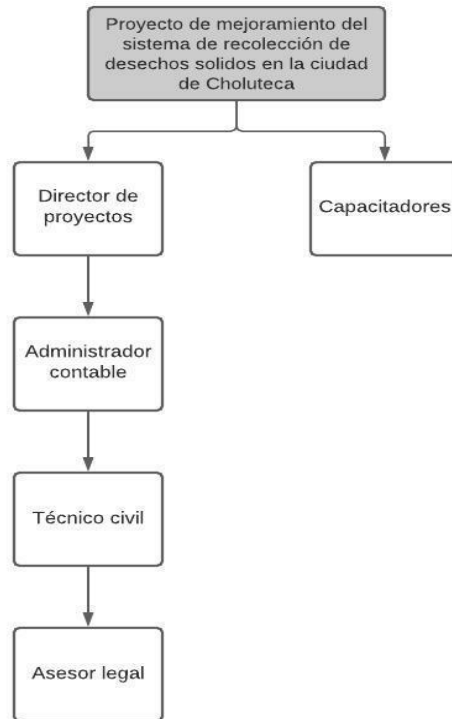 Proyecto de mejoramiento del
sistema de recolección de
desechos solidos en la ciudad
de Choluteca
Director de
proyectos
Capacitadores
Administrador
contable
Técnico civil
Asesor legal